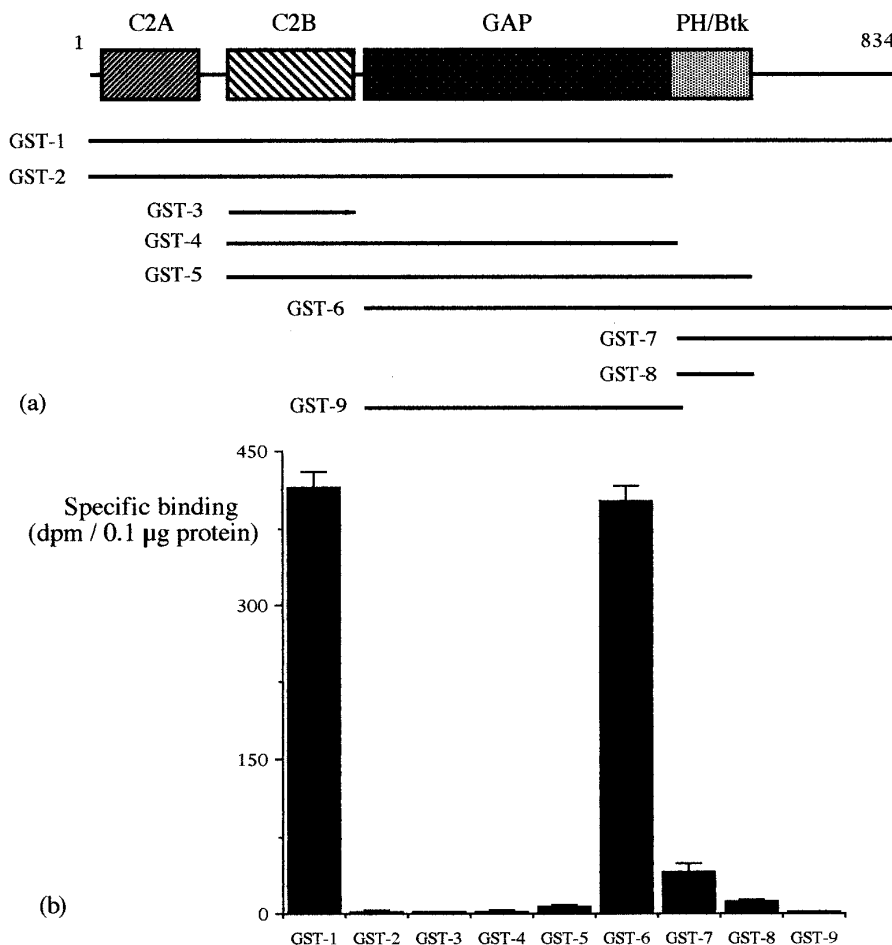 C2A C2B GAP PH/Btk
1 834
GST-1
GST-2
GST-3
GST-4
GST-5
GST-6
GST-7
GST-8
(a)
GST-9
450
Specific binding
(dpm / 0.1 µg protein)
300
150
(b)
0
GST-1 GST-2 GST-3 GST-4 GST-5 GST-6 GST-7 GST-8 GST-9